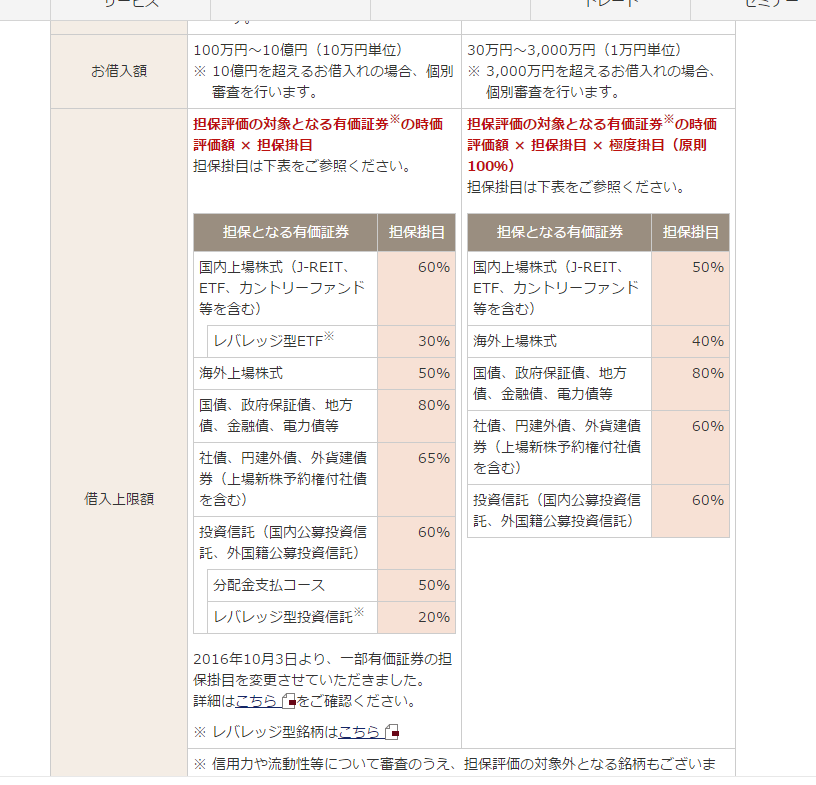 サービス
トレード
セミナー
す。
お借入額
100万円～10億円（10万円単位）
※ 10億円を超えるお借入れの場合、個別
審査を行います。
30万円～3,000万円（1万円単位）
※ 3,000万円を超えるお借入れの場合、
個別審査を行います。
借入上限額
担保評価の対象となる有価証券※の時価
評価額 × 担保掛目
担保掛目は下表をご参照ください。
担保となる有価証券 担保掛目
国内上場株式（J-REIT、 60%
ETF、カントリーファンド
等を含む）
レバレッジ型ETF※ 30%
海外上場株式 50%
国債、政府保証債、地方 80%
債、金融債、電力債等
社債、円建外債、外貨建債 65%
券（上場新株予約権付社債
を含む）
投資信託（国内公募投資信 60%
託、外国籍公募投資信託）
分配金支払コース 50%
レバレッジ型投資信託※ 20%
2016年10月3日より、一部有価証券の担
保掛目を変更させていただきました。
詳細はこちらをご確認ください。
※ レバレッジ型銘柄はこちら
担保評価の対象となる有価証券※の時価
評価額 × 担保掛目 × 極度掛目（原則
100%）
担保掛目は下表をご参照ください。
担保となる有価証券 担保掛目
国内上場株式（J-REIT、 50%
ETF、カントリーファンド
等を含む）
海外上場株式 40%
国債、政府保証債、地方 80%
債、金融債、電力債等
社債、円建外債、外貨建債 60%
券（上場新株予約権付社債
を含む）
投資信託（国内公募投資信 60%
託、外国籍公募投資信託）
※ 信用力や流動性等について審査のうえ、担保評価の対象外となる銘柄もございま